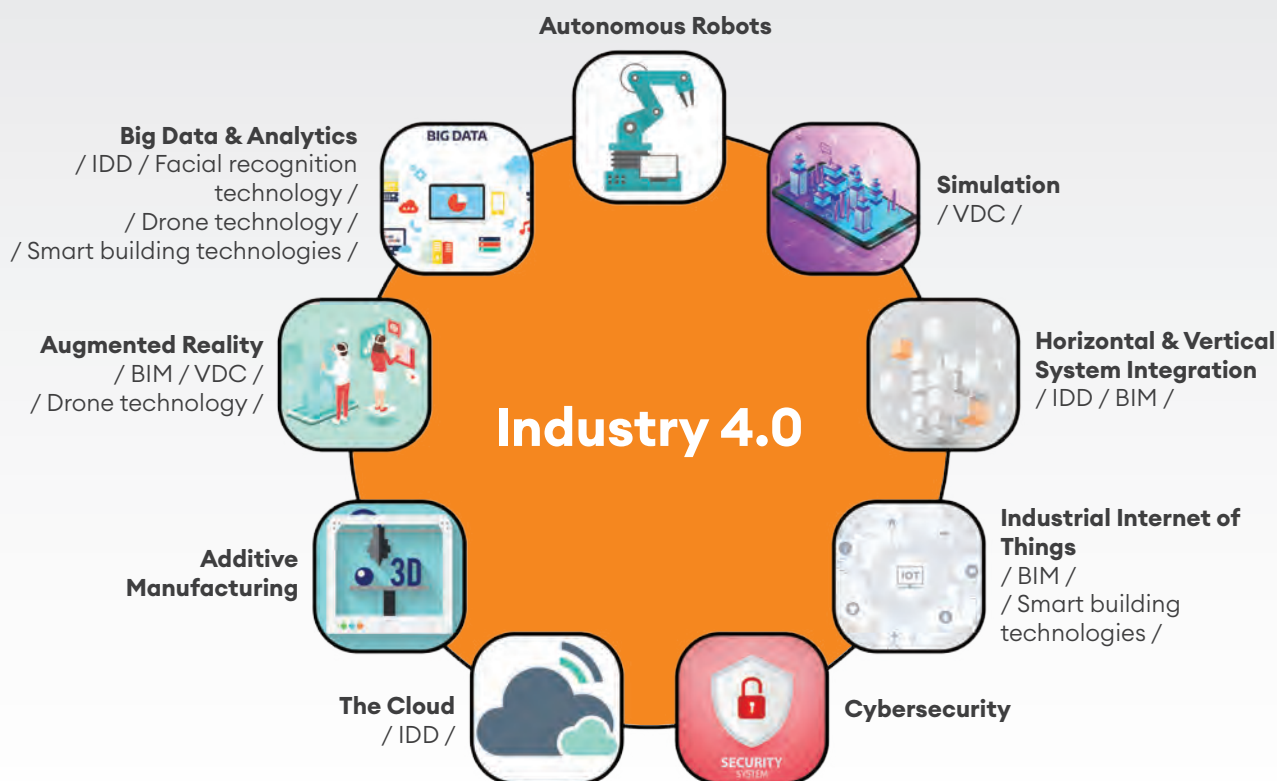 Autonomous Robots
Big Data & Analytics
/ IDD / Facial recognition
technology /
/ Drone technology /
/ Smart building technologies /
BIG DATA
Simulation
/ VDC /
Augmented Reality
/ BIM / VDC /
/ Drone technology /
Horizontal & Vertical
System Integration
/ IDD / BIM /
Industry 4.0
Additive
Manufacturing
3D
Industrial Internet of
Things
/ BIM /
/ Smart building
technologies /
IOT
The Cloud
/ IDD /
Cybersecurity
SECURITY
SYSTEM